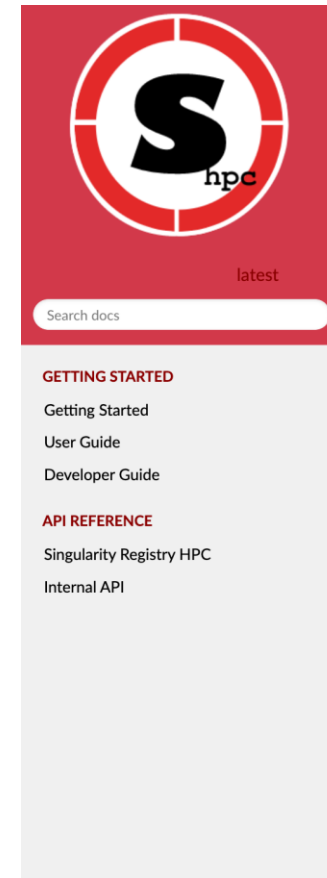 S
hpc
latest
Search docs
GETTING STARTED
Getting Started
User Guide
Developer Guide
API REFERENCE
Singularity Registry HPC
Internal API